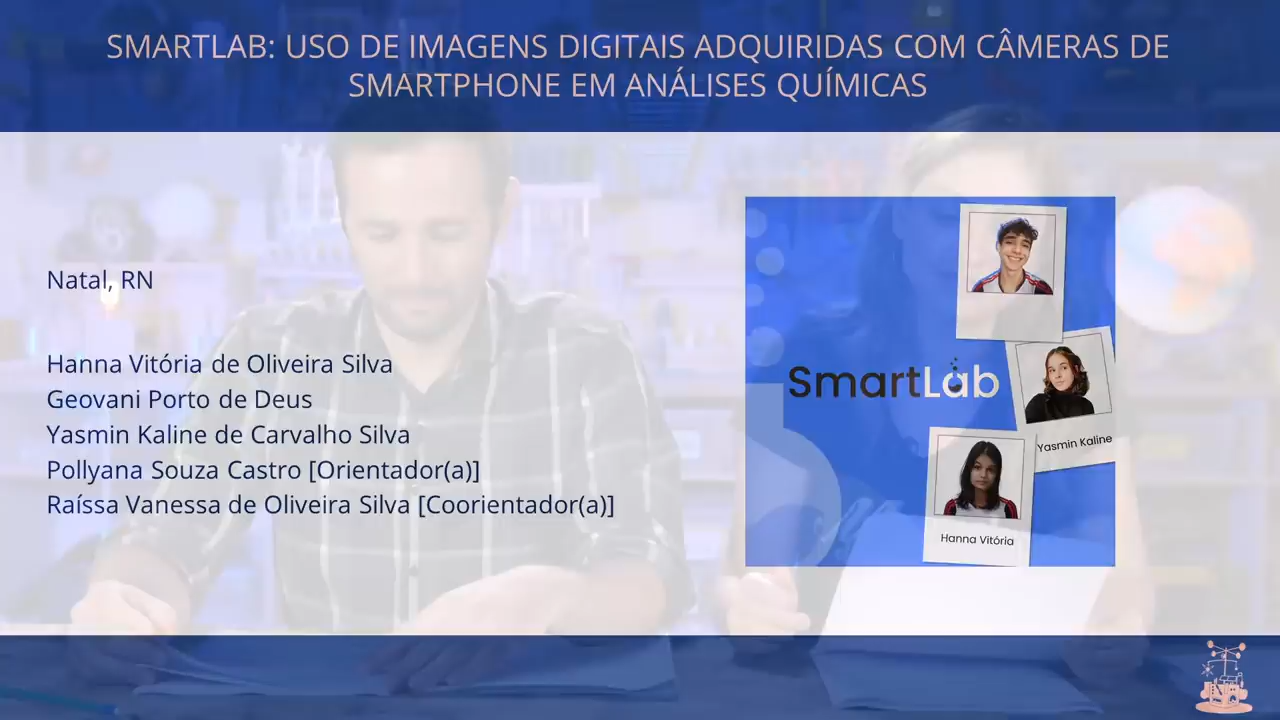 SMARTLAB: USO DE IMAGENS DIGITAIS ADQUIRIDAS COM CÂMERAS DE
SMARTPHONE EM ANÁLISES QUÍMICAS
Natal, RN
Hanna Vitória de Oliveira Silva
Geovani Porto de Deus
Yasmin Kaline de Carvalho Silva
Pollyana Souza Castro [Orientador(a)]
Raíssa Vanessa de Oliveira Silva [Coorientador(a)]
SmartLab
Yasmin Kaline
Hanna Vitória